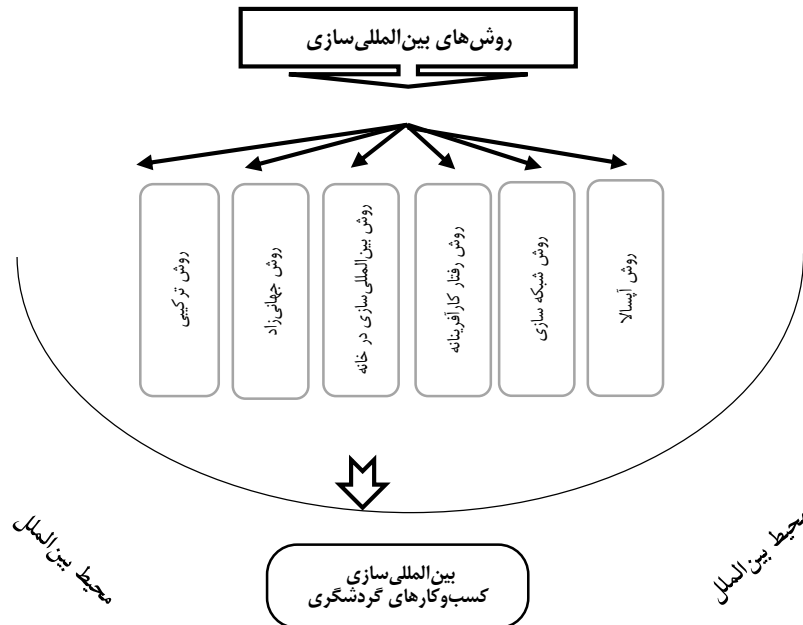 روش‌های بین‌المللی‌سازی
روش آپسالا
روش شبکه سازی
روش رفتار کارآفرینانه
روش بین‌المللی‌سازی در خانه
روش جهانی‌زاد
روش ترکیبی
محیط بین‌الملل
محیط بین‌الملل
بین‌المللی‌سازی
کسب‌وکارهای گردشگری